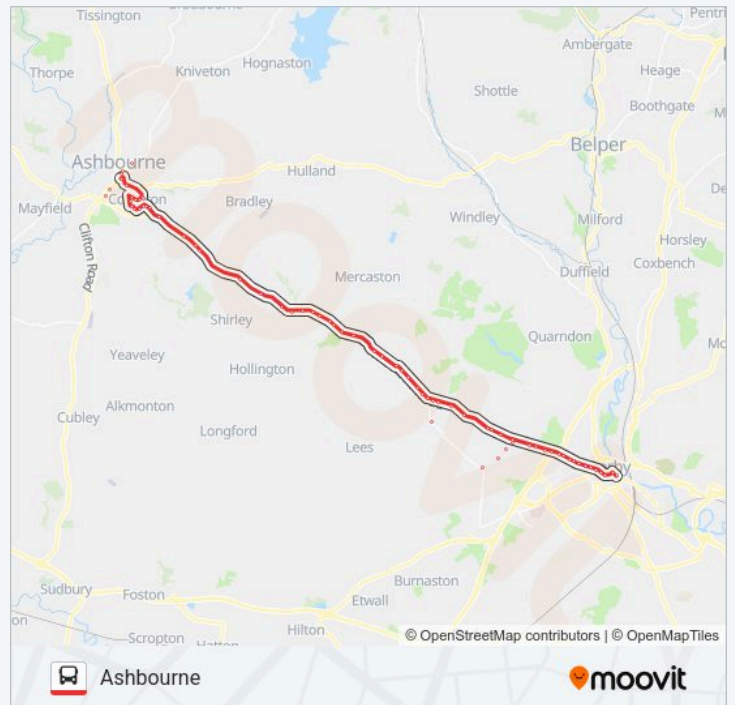 Tissington
Pentri
Ambergate
Hognaston
Thorpe
Kniveton
Heage
Shottle
Boothgate
Belper
Ashbourne
Hulland
Bradley
Mayfield
Windley
Milford
Clifton Road
Horsley
Coxbench
Duffield
Mercaston
Shirley
Quarndon
Yeaveley
Hollington
Alkmonton
Cubley
Longford
Lees
Burnaston
Sudbury
Foston
Etwall
Hilton
Scropton
© OpenStreetMap contributors | © OpenMapTiles
Ashbourne
moovit